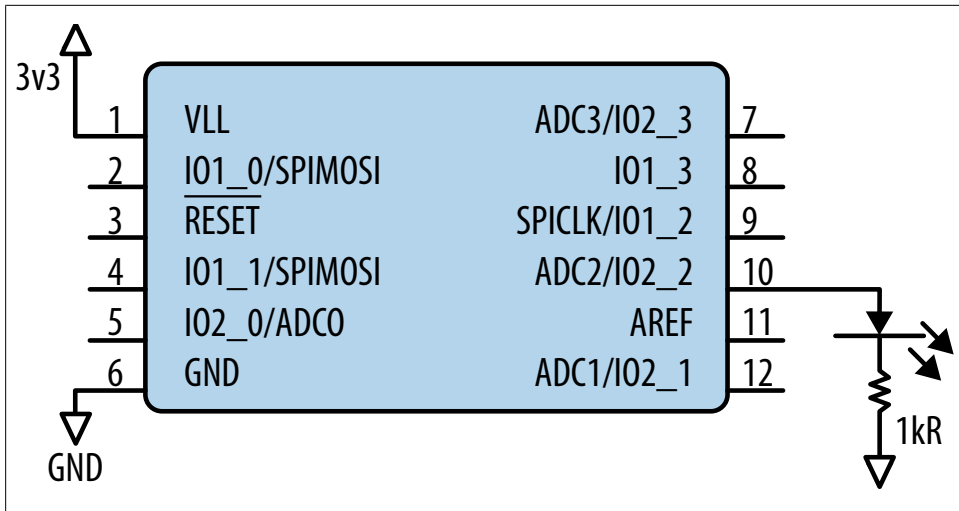 3v3
1 VLL
2 IO1_0/SPIMOSI
3 RESET
4 IO1_1/SPIMOSI
5 IO2_0/ADCO
6 GND
GND
ADC3/IO2_3 7
IO1_3 8
SPICLK/IO1_2 9
ADC2/IO2_2 10
AREF 11
ADC1/IO2_1 12
1kR